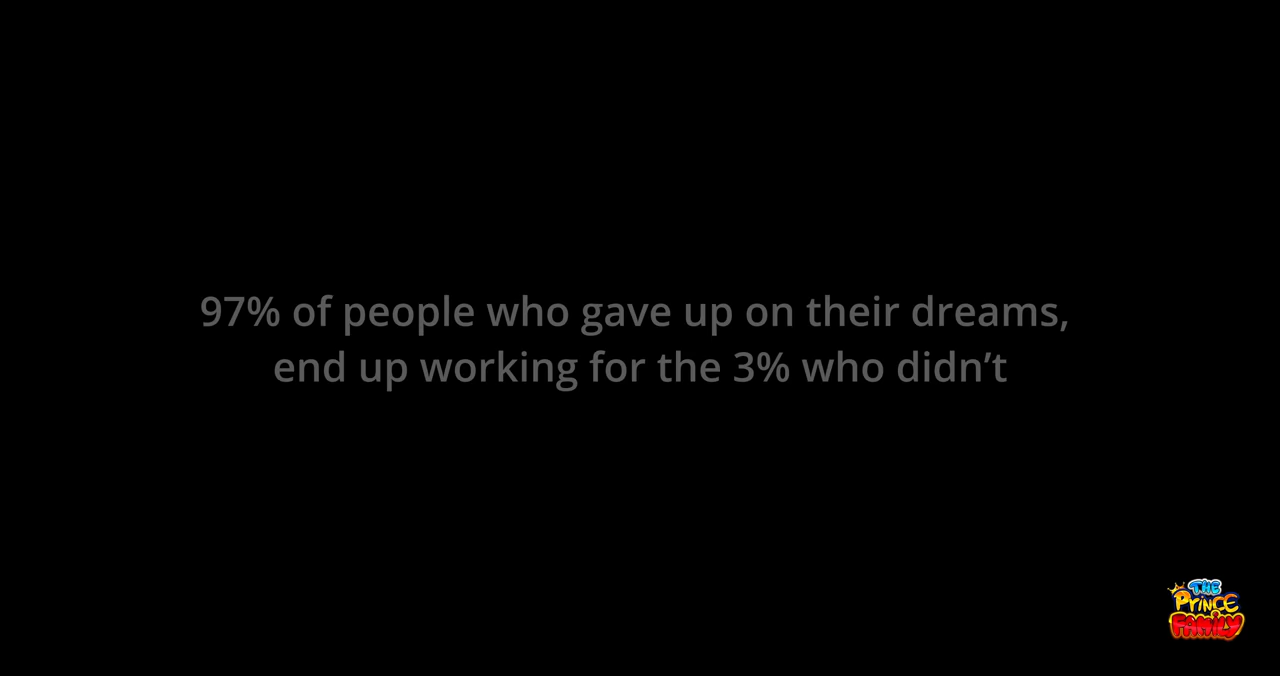 97% of people who gave up on their dreams,
end up working for the 3% who didn’t
THE
PRINCE
FAMILY